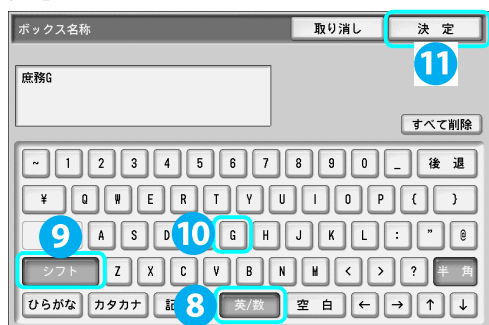 ボックス名称 取り消し 決 定
11
庶務G
すべて削除
~ 1 2 3 4 5 6 7 8 9 0 _ 後 退
¥ Q W E R T Y U I O P { }
9 A S D 10 G H J K L : " @
シフト Z X C V B N M < > ? 半 角
ひらがな カタカナ 記 8 英/数 空 白 ← → ↑ ↓